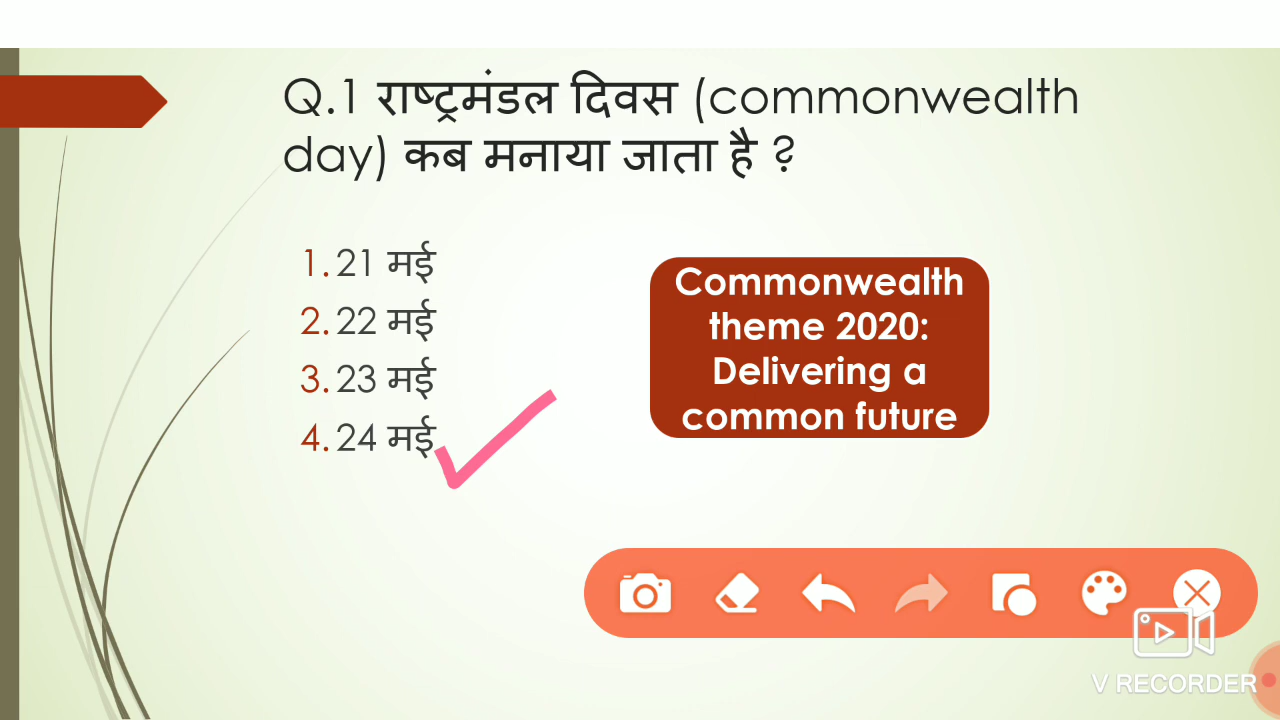 Q.1 राष्ट्रमंडल दिवस (commonwealth
day) कब मनाया जाता है ?
1. 21 मई
2. 22 मई
3. 23 मई
4. 24 मई
Commonwealth
theme 2020:
Delivering a
common future
V RECORDER